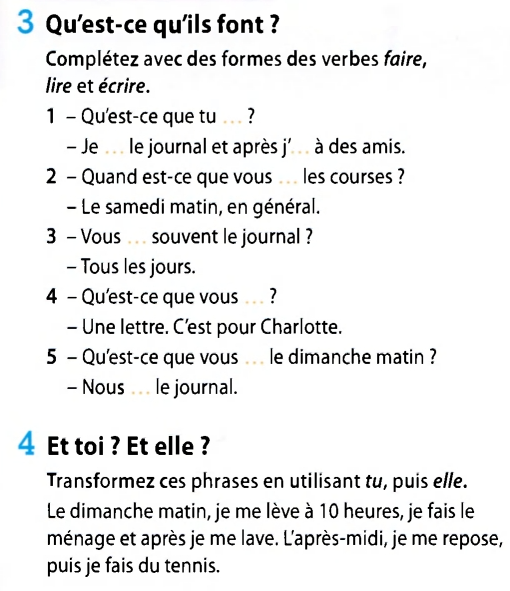 3 Qu'est-ce qu'ils font ?
Complétez avec des formes des verbes faire,
lire et écrire.
1 – Qu'est-ce que tu ... ?
– Je ... le journal et après j'... à des amis.
2 – Quand est-ce que vous ... les courses ?
– Le samedi matin, en général.
3 – Vous ... souvent le journal ?
– Tous les jours.
4 – Qu'est-ce que vous ... ?
– Une lettre. C'est pour Charlotte.
5 – Qu'est-ce que vous ... le dimanche matin ?
– Nous ... le journal.
4 Et toi ? Et elle ?
Transformez ces phrases en utilisant tu, puis elle.
Le dimanche matin, je me lève à 10 heures, je fais le
ménage et après je me lave. L'après-midi, je me repose,
puis je fais du tennis.